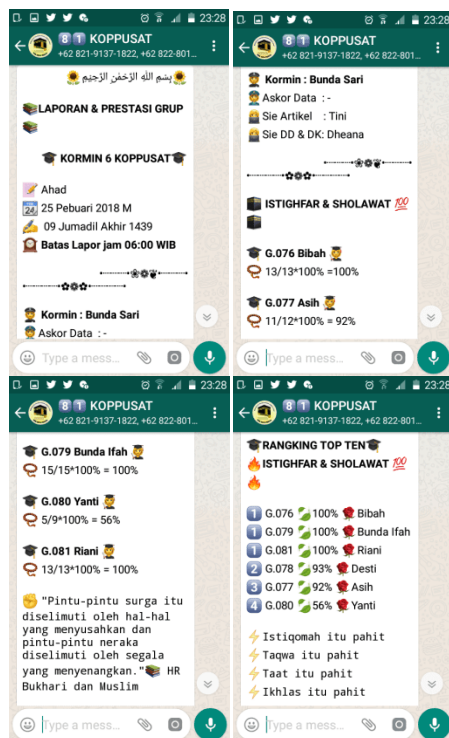 23:28
81 KOPPUSAT
+62 821-9137-1822, +62 822-801...
بِسْمِ اللَّهِ الرَّحْمَٰنِ الرَّحِيمِ
LAPORAN & PRESTASI GRUP
KORMIN 6 KOPPUSAT
Ahad
25 Pebuari 2018 M
09 Jumadil Akhir 1439
Batas Lapor jam 06:00 WIB
Kormin : Bunda Sari
Askor Data : -
Type a mess...
23:28
81 KOPPUSAT
+62 821-9137-1822, +62 822-801...
Kormin : Bunda Sari
Askor Data : -
Sie Artikel : Tini
Sie DD & DK: Dheana
ISTIGHFAR & SHOLAWAT 💯
G.076 Bibah
13/13*100% =100%
G.077 Asih
11/12*100% = 92%
Type a mess...
23:28
81 KOPPUSAT
+62 821-9137-1822, +62 822-801...
G.079 Bunda Ifah
15/15*100% = 100%
G.080 Yanti
5/9*100% = 56%
G.081 Riani
13/13*100% = 100%
"Pintu-pintu surga itu
diselimuti oleh hal-hal
yang menyusahkan dan
pintu-pintu neraka
diselimuti oleh segala
yang menyenangkan." HR
Bukhari dan Muslim
Type a mess...
23:28
81 KOPPUSAT
+62 821-9137-1822, +62 822-801...
RANGKING TOP TEN
ISTIGHFAR & SHOLAWAT 💯
1 G.076 100% Bibah
1 G.079 100% Bunda Ifah
1 G.081 100% Riani
2 G.078 93% Desti
3 G.077 92% Asih
4 G.080 56% Yanti
Istiqomah itu pahit
Taqwa itu pahit
Taat itu pahit
Ikhlas itu pahit
Type a mess...